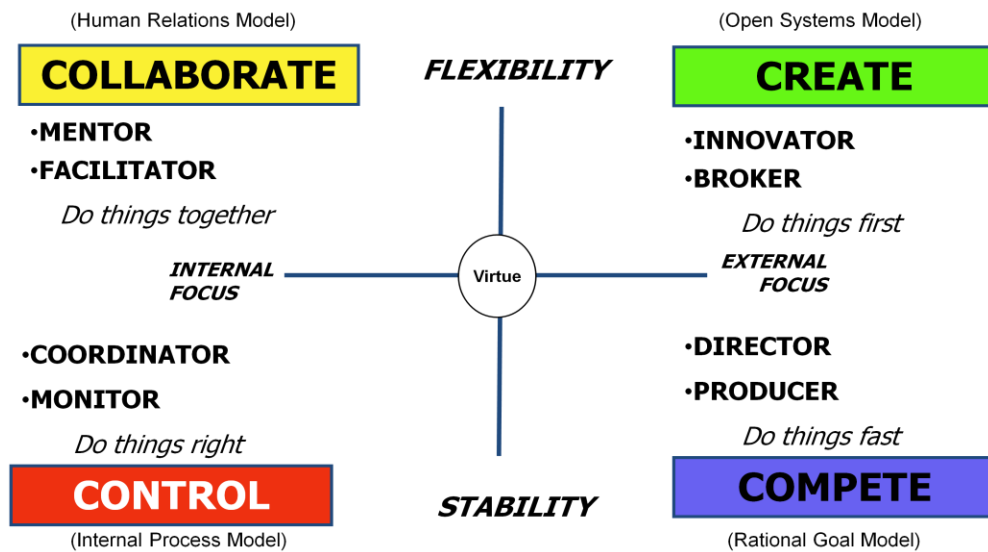 (Human Relations Model)
COLLABORATE
•MENTOR
•FACILITATOR
Do things together
FLEXIBILITY
(Open Systems Model)
CREATE
•INNOVATOR
•BROKER
Do things first
INTERNAL
FOCUS
Virtue
EXTERNAL
FOCUS
•COORDINATOR
•MONITOR
Do things right
CONTROL
(Internal Process Model)
STABILITY
•DIRECTOR
•PRODUCER
Do things fast
COMPETE
(Rational Goal Model)